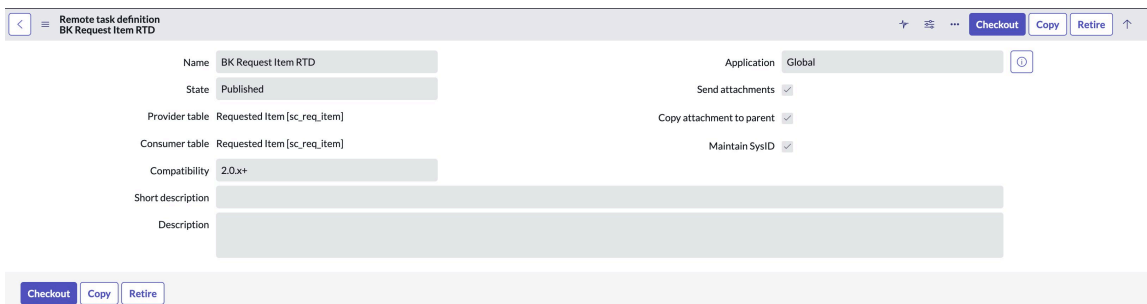 Remote task definition
BK Request Item RTD
Checkout Copy Retire
Name BK Request Item RTD
Application Global
State Published
Send attachments
Provider table Requested Item [sc_req_item]
Copy attachment to parent
Consumer table Requested Item [sc_req_item]
Maintain SysID
Compatibility 2.0.x+
Short description
Description
Checkout Copy Retire